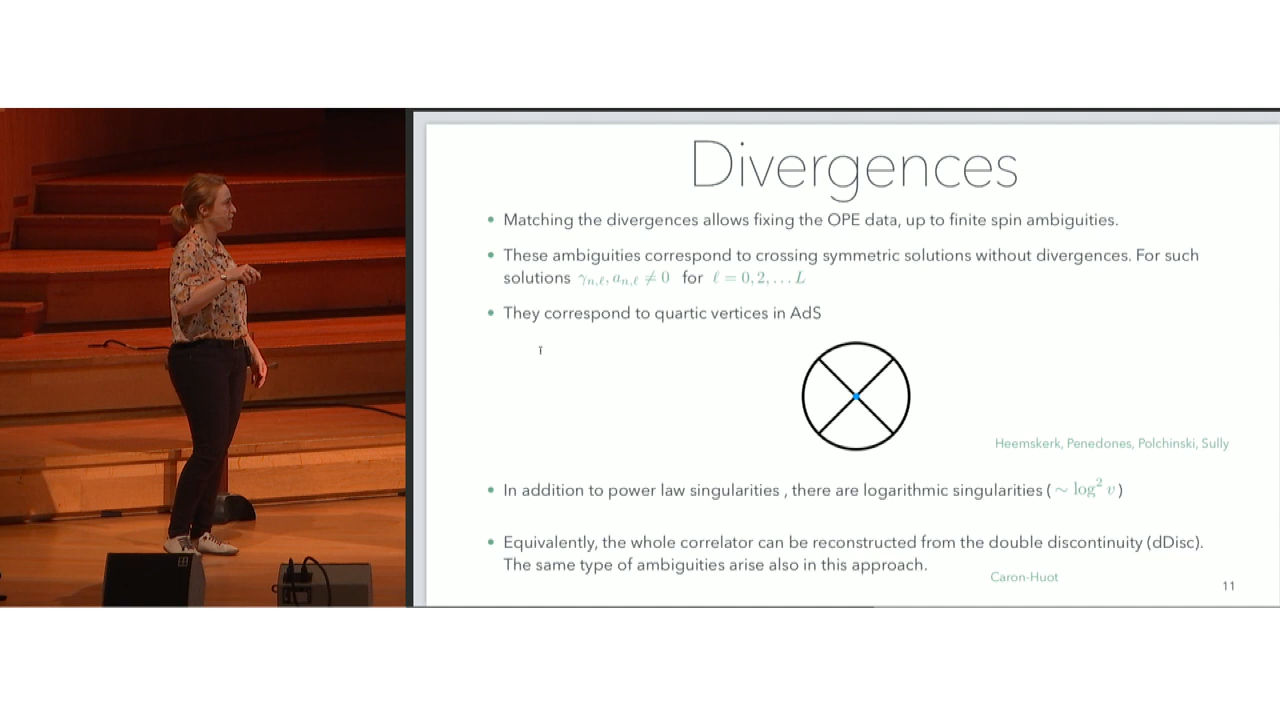 Divergences
• Matching the divergences allows fixing the OPE data, up to finite spin ambiguities.
• These ambiguities correspond to crossing symmetric solutions without divergences. For such
solutions γn,ℓ, an,ℓ ≠ 0 for ℓ = 0, 2, … L
• They correspond to quartic vertices in AdS
Heemskerk, Penedones, Polchinski, Sully
• In addition to power law singularities , there are logarithmic singularities ( ∼ log² v )
• Equivalently, the whole correlator can be reconstructed from the double discontinuity (dDisc).
The same type of ambiguities arise also in this approach.
Caron-Huot
11